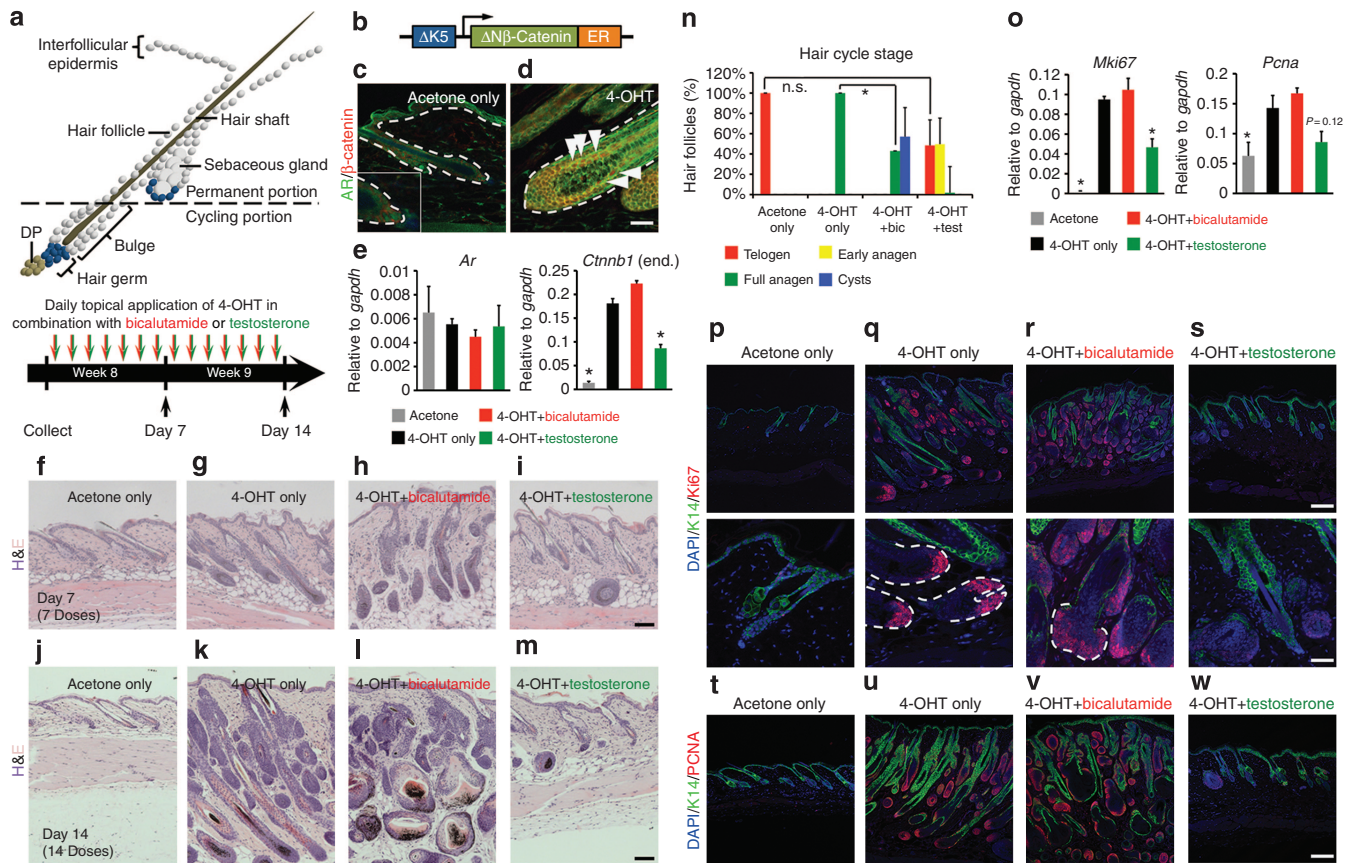 a
Interfollicular
epidermis
Hair follicle
Hair shaft
Sebaceous gland
Permanent portion
Cycling portion
DP
Bulge
Hair germ
Daily topical application of 4-OHT in
combination with bicalutamide or testosterone
Week 8
Week 9
Collect
Day 7
Day 14
b
ΔK5
ΔNβ-Catenin
ER
c
d
AR/β-catenin
Acetone only
4-OHT
e
Ar
Ctnnb1 (end.)
Relative to gapdh
0.01
0.008
0.006
0.004
0.002
0
Relative to gapdh
0.25
0.20
0.15
0.10
0.05
0
*
*
Acetone
4-OHT+bicalutamide
4-OHT only
4-OHT+testosterone
f
g
h
i
H&E
Acetone only
4-OHT only
4-OHT+bicalutamide
4-OHT+testosterone
Day 7
(7 Doses)
j
k
l
m
H&E
Acetone only
4-OHT only
4-OHT+bicalutamide
4-OHT+testosterone
Day 14
(14 Doses)
n
Hair cycle stage
Hair follicles (%)
120%
100%
80%
60%
40%
20%
0%
n.s.
*
Acetone only
4-OHT only
4-OHT +bic
4-OHT +test
Telogen
Early anagen
Full anagen
Cysts
o
Mki67
Pcna
Relative to gapdh
0.12
0.10
0.08
0.06
0.04
0.02
0
*
*
Relative to gapdh
0.2
0.15
0.10
0.05
0
*
P = 0.12
Acetone
4-OHT+bicalutamide
4-OHT only
4-OHT+testosterone
p
q
r
s
Acetone only
4-OHT only
4-OHT+bicalutamide
4-OHT+testosterone
DAPI/K14/Ki67
t
u
v
w
Acetone only
4-OHT only
4-OHT+bicalutamide
4-OHT+testosterone
DAPI/K14/PCNA